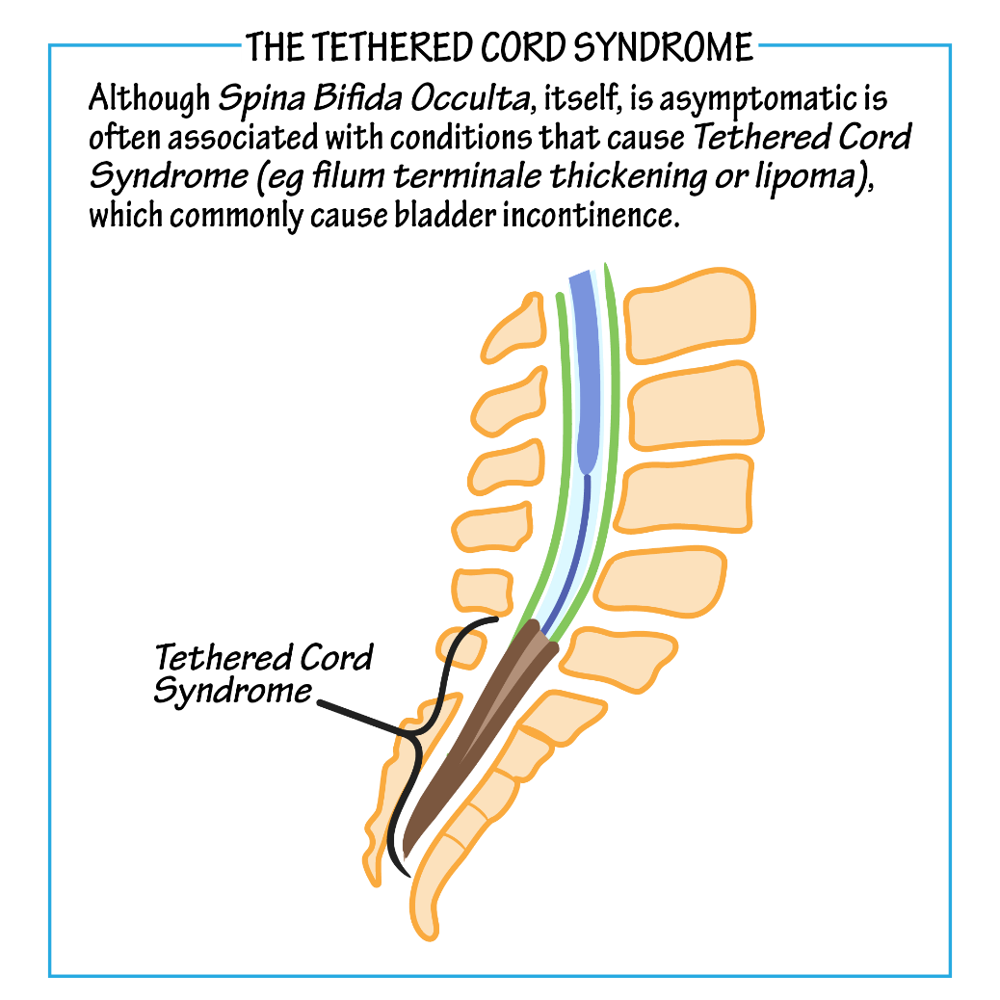 THE TETHERED CORD SYNDROME
Although Spina Bifida Occulta, itself, is asymptomatic is
often associated with conditions that cause Tethered Cord
Syndrome (eg filum terminale thickening or lipoma),
which commonly cause bladder incontinence.
Tethered Cord
Syndrome